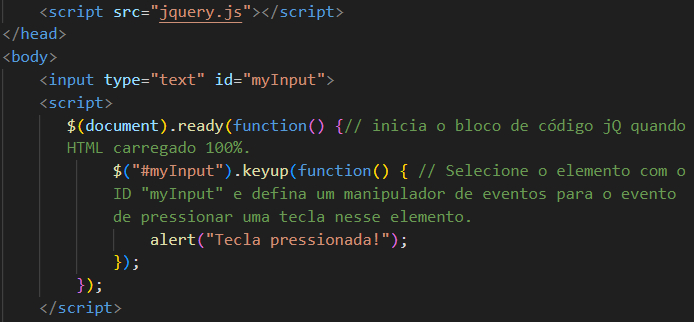 <script src="jquery.js"></script>
</head>
<body>
<input type="text" id="myInput">
<script>
$(document).ready(function() {// inicia o bloco de código jQ quando
HTML carregado 100%.
$("#myInput").keyup(function() { // Selecione o elemento com o
ID "myInput" e defina um manipulador de eventos para o evento
de pressionar uma tecla nesse elemento.
alert("Tecla pressionada!");
});
});
</script>